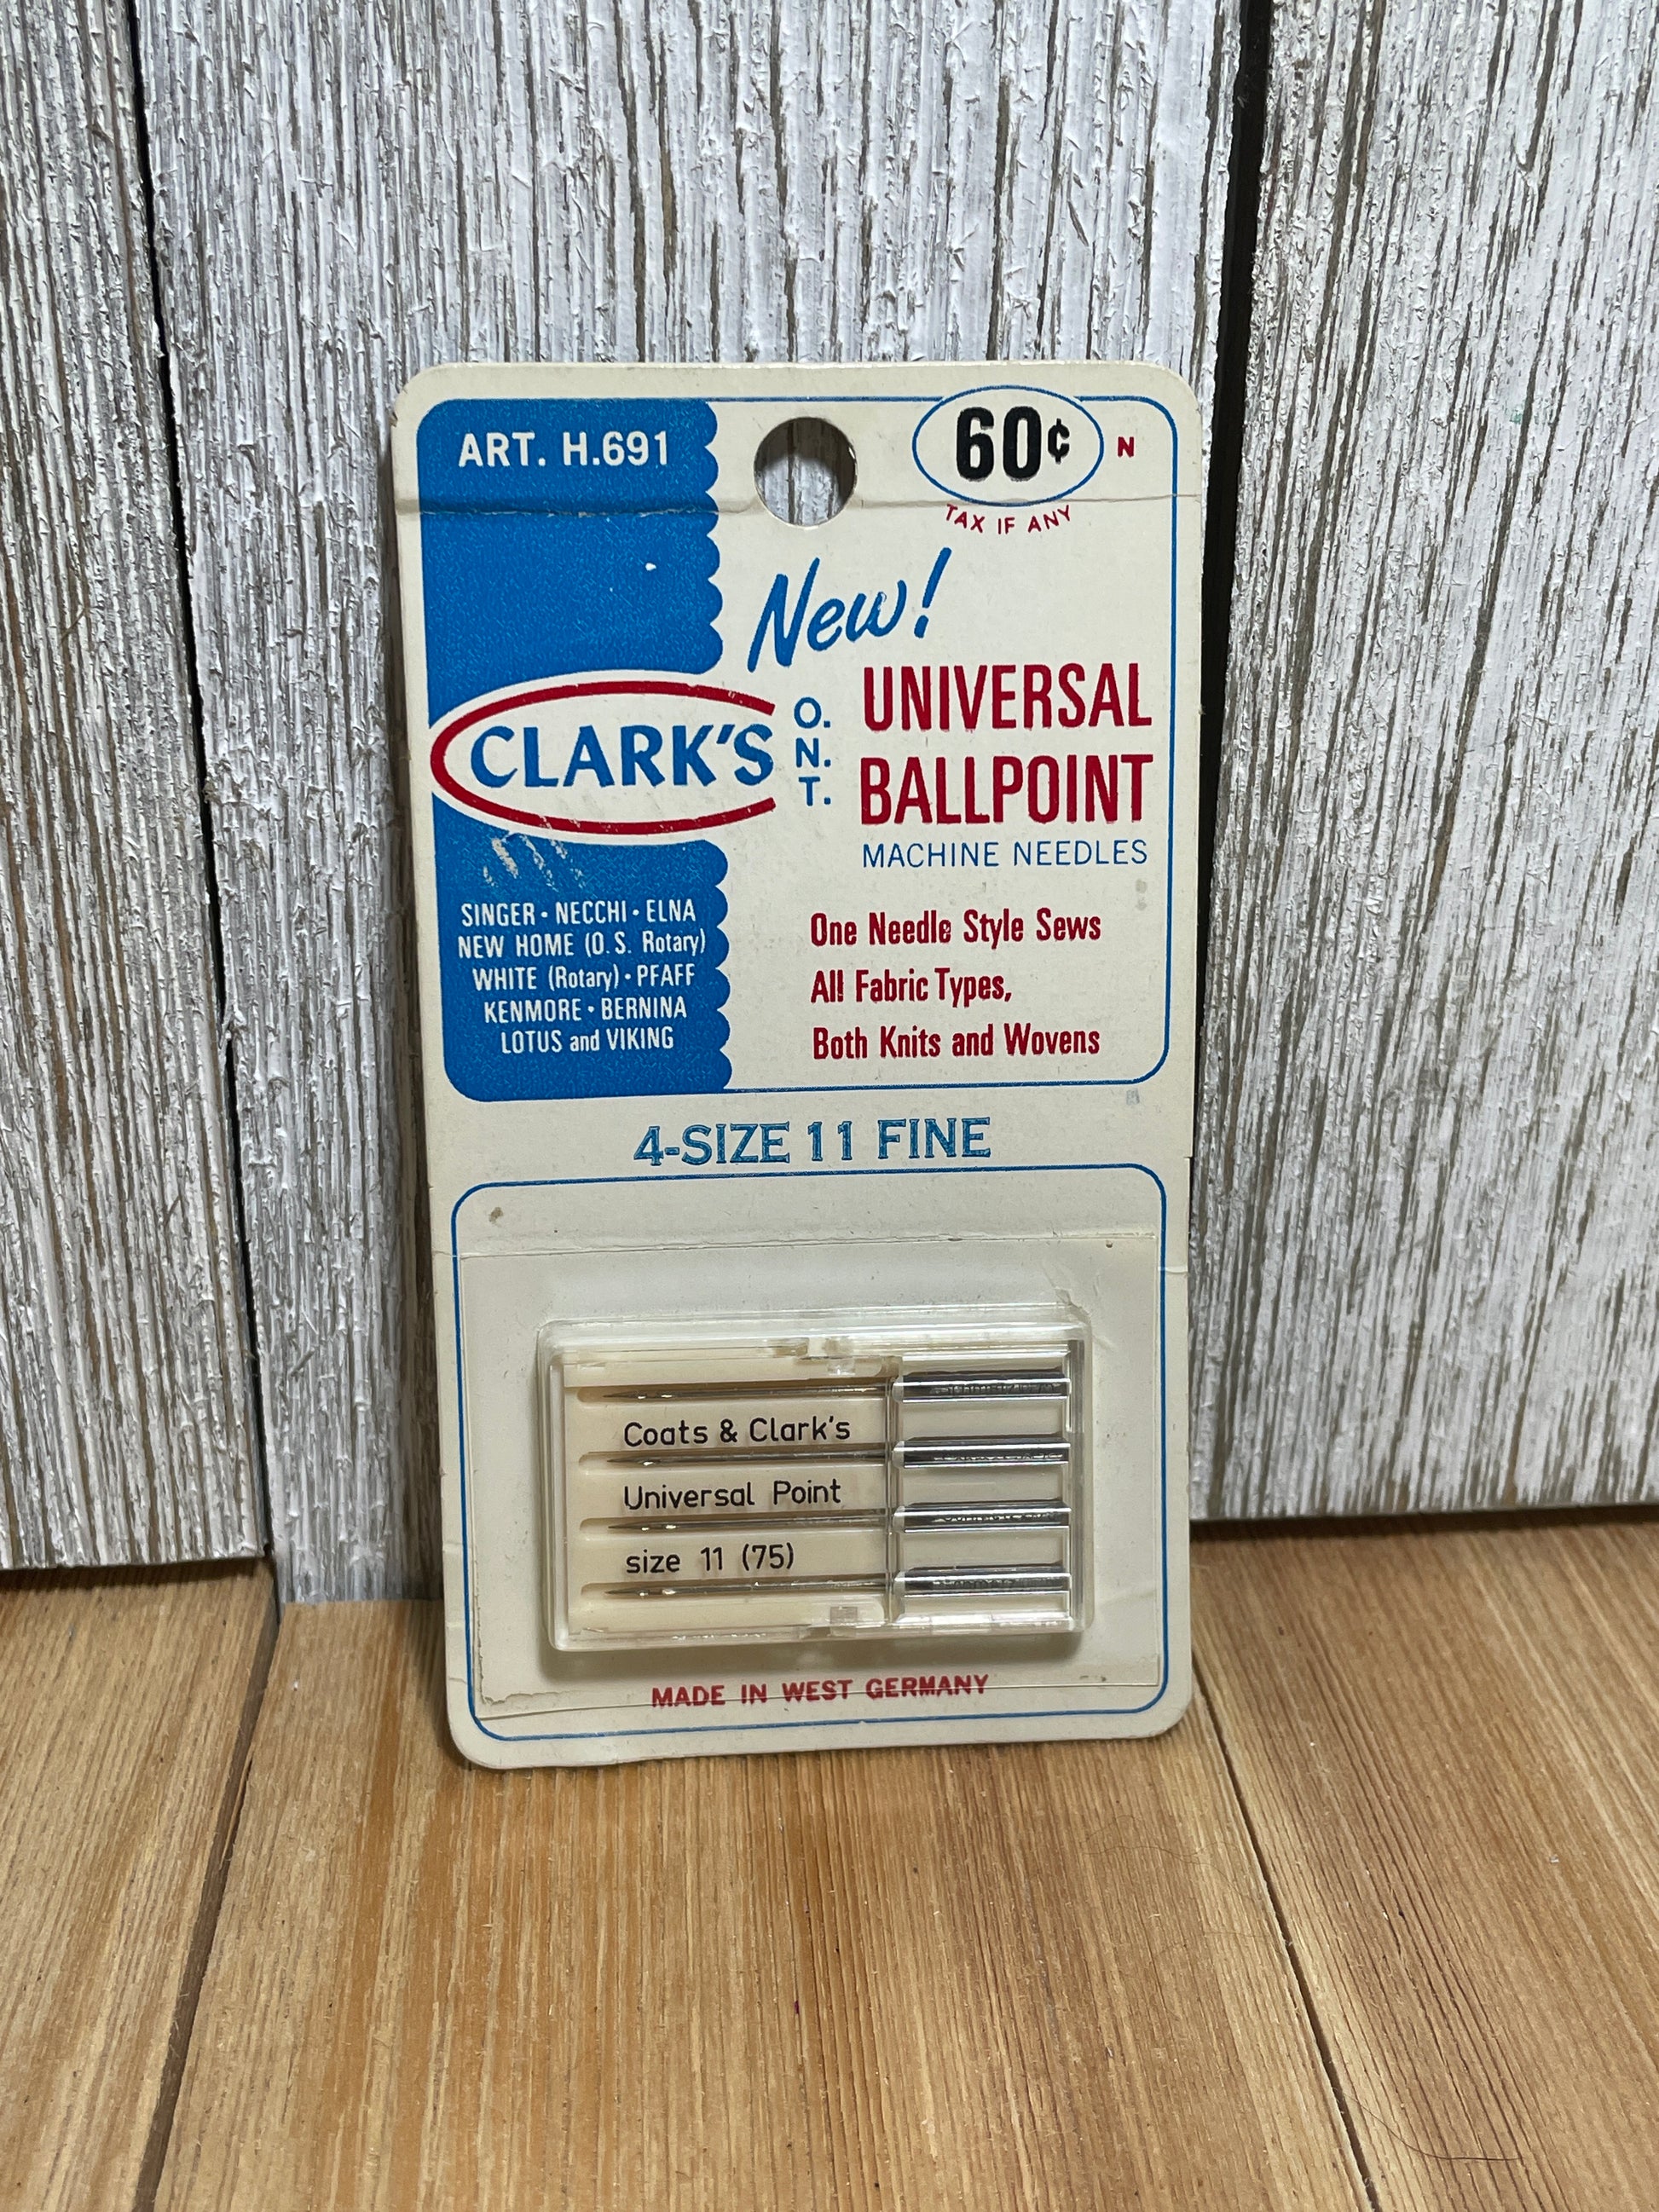 ART. H.691
60¢ N
TAX IF ANY
New!
CLARK'S
O.
N.
T.
UNIVERSAL
BALLPOINT
MACHINE NEEDLES
SINGER • NECCHI • ELNA
NEW HOME (O.S. Rotary)
WHITE (Rotary) • PFAFF
KENMORE • BERNINA
LOTUS and VIKING
One Needle Style Sews
All Fabric Types,
Both Knits and Wovens
4-SIZE 11 FINE
Coats & Clark's
Universal Point
size 11 (75)
MADE IN WEST GERMANY